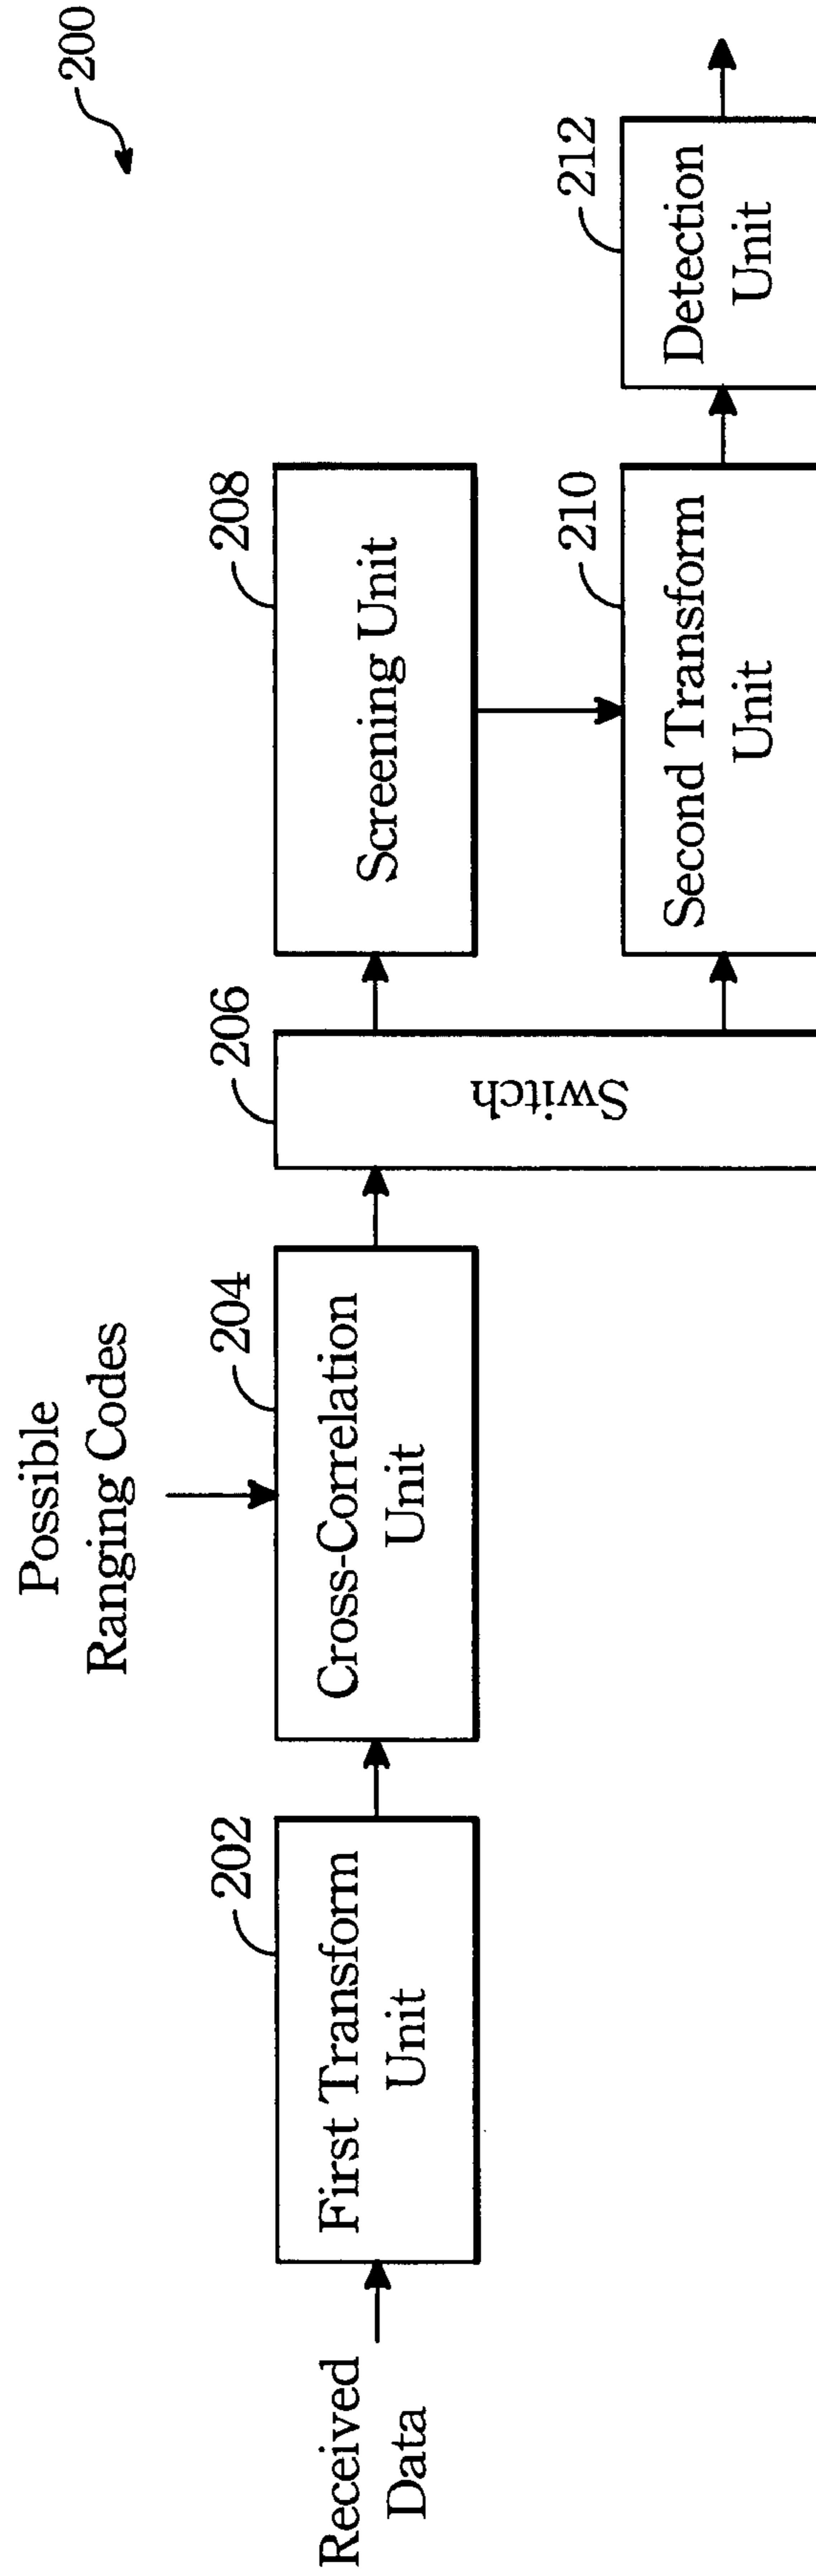 200
Possible
Ranging Codes
Received
Data
202
First Transform
Unit
204
Cross-Correlation
Unit
206
Switch
208
Screening Unit
210
Second Transform
Unit
212
Detection
Unit